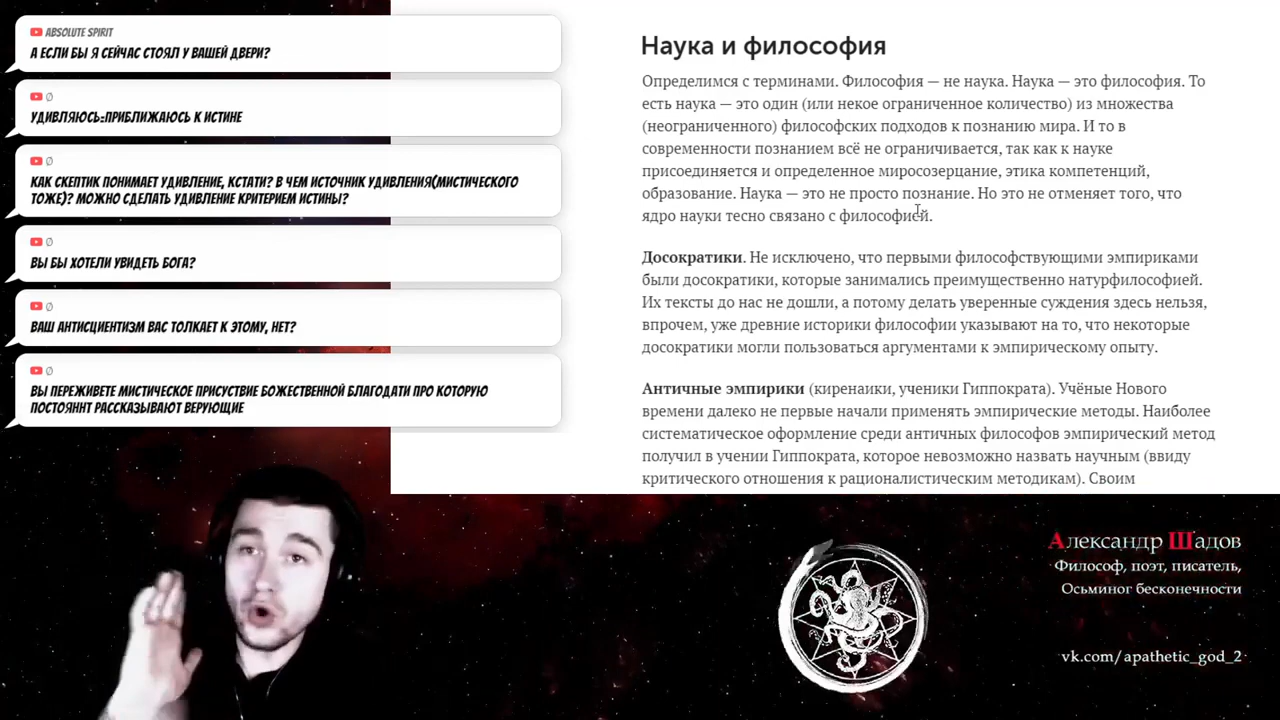 ABSOLUTE SPIRIT
А ЕСЛИ БЫ Я СЕЙЧАС СТОЯЛ У ВАШЕЙ ДВЕРИ?
Ø
УДИВЛЯЮСЬ=ПРИБЛИЖАЮСЬ К ИСТИНЕ
Ø
КАК СКЕПТИК ПОНИМАЕТ УДИВЛЕНИЕ, КСТАТИ? В ЧЕМ ИСТОЧНИК УДИВЛЕНИЯ(МИСТИЧЕСКОГО
ТОЖЕ)? МОЖНО СДЕЛАТЬ УДИВЛЕНИЕ КРИТЕРИЕМ ИСТИНЫ?
Ø
ВЫ БЫ ХОТЕЛИ УВИДЕТЬ БОГА?
Ø
ВАШ АНТИСЦИЕНТИЗМ ВАС ТОЛКАЕТ К ЭТОМУ, НЕТ?
Ø
ВЫ ПЕРЕЖИВЕТЕ МИСТИЧЕСКОЕ ПРИСУСТВИЕ БОЖЕСТВЕННОЙ БЛАГОДАТИ ПРО КОТОРУЮ
ПОСТОЯННТ РАССКАЗЫВАЮТ ВЕРУЮЩИЕ
Наука и философия
Определимся с терминами. Философия — не наука. Наука — это философия. То
есть наука — это один (или некое ограниченное количество) из множества
(неограниченного) философских подходов к познанию мира. И то в
современности познанием всё не ограничивается, так как к науке
присоединяется и определенное миросозерцание, этика компетенций,
образование. Наука — это не просто познание. Но это не отменяет того, что
ядро науки тесно связано с философией.
Досократики. Не исключено, что первыми философствующими эмпириками
были досократики, которые занимались преимущественно натурфилософией.
Их тексты до нас не дошли, а потому делать уверенные суждения здесь нельзя,
впрочем, уже древние историки философии указывают на то, что некоторые
досократики могли пользоваться аргументами к эмпирическому опыту.
Античные эмпирики (киренаики, ученики Гиппократа). Учёные Нового
времени далеко не первые начали применять эмпирические методы. Наиболее
систематическое оформление среди античных философов эмпирический метод
получил в учении Гиппократа, которое невозможно назвать научным (ввиду
критического отношения к рационалистическим методикам). Своим
Александр Шадов
Философ, поэт, писатель,
Осьминог бесконечности
vk.com/apathetic_god_2